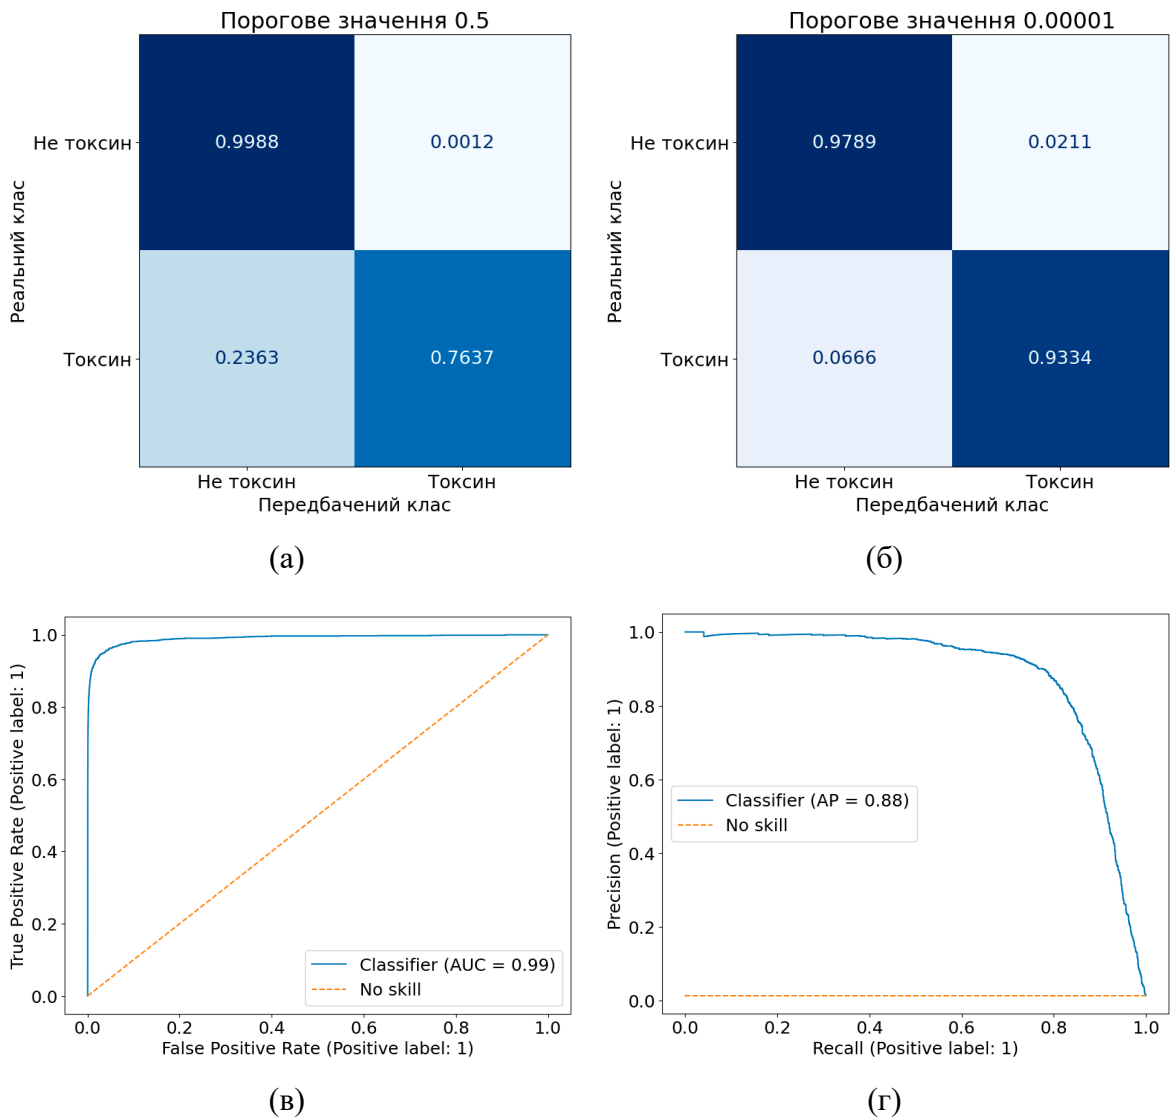 Порогове значення 0.5
Реальний клас
Не токсин
0.9988
0.0012
Токсин
0.2363
0.7637
Не токсин
Токсин
Передбачений клас
(а)
Порогове значення 0.00001
Реальний клас
Не токсин
0.9789
0.0211
Токсин
0.0666
0.9334
Не токсин
Токсин
Передбачений клас
(б)
True Positive Rate (Positive label: 1)
1.0
0.8
0.6
0.4
0.2
0.0
Classifier (AUC = 0.99)
No skill
0.0
0.2
0.4
0.6
0.8
1.0
False Positive Rate (Positive label: 1)
(в)
Precision (Positive label: 1)
1.0
0.8
0.6
0.4
0.2
0.0
Classifier (AP = 0.88)
No skill
0.0
0.2
0.4
0.6
0.8
1.0
Recall (Positive label: 1)
(г)